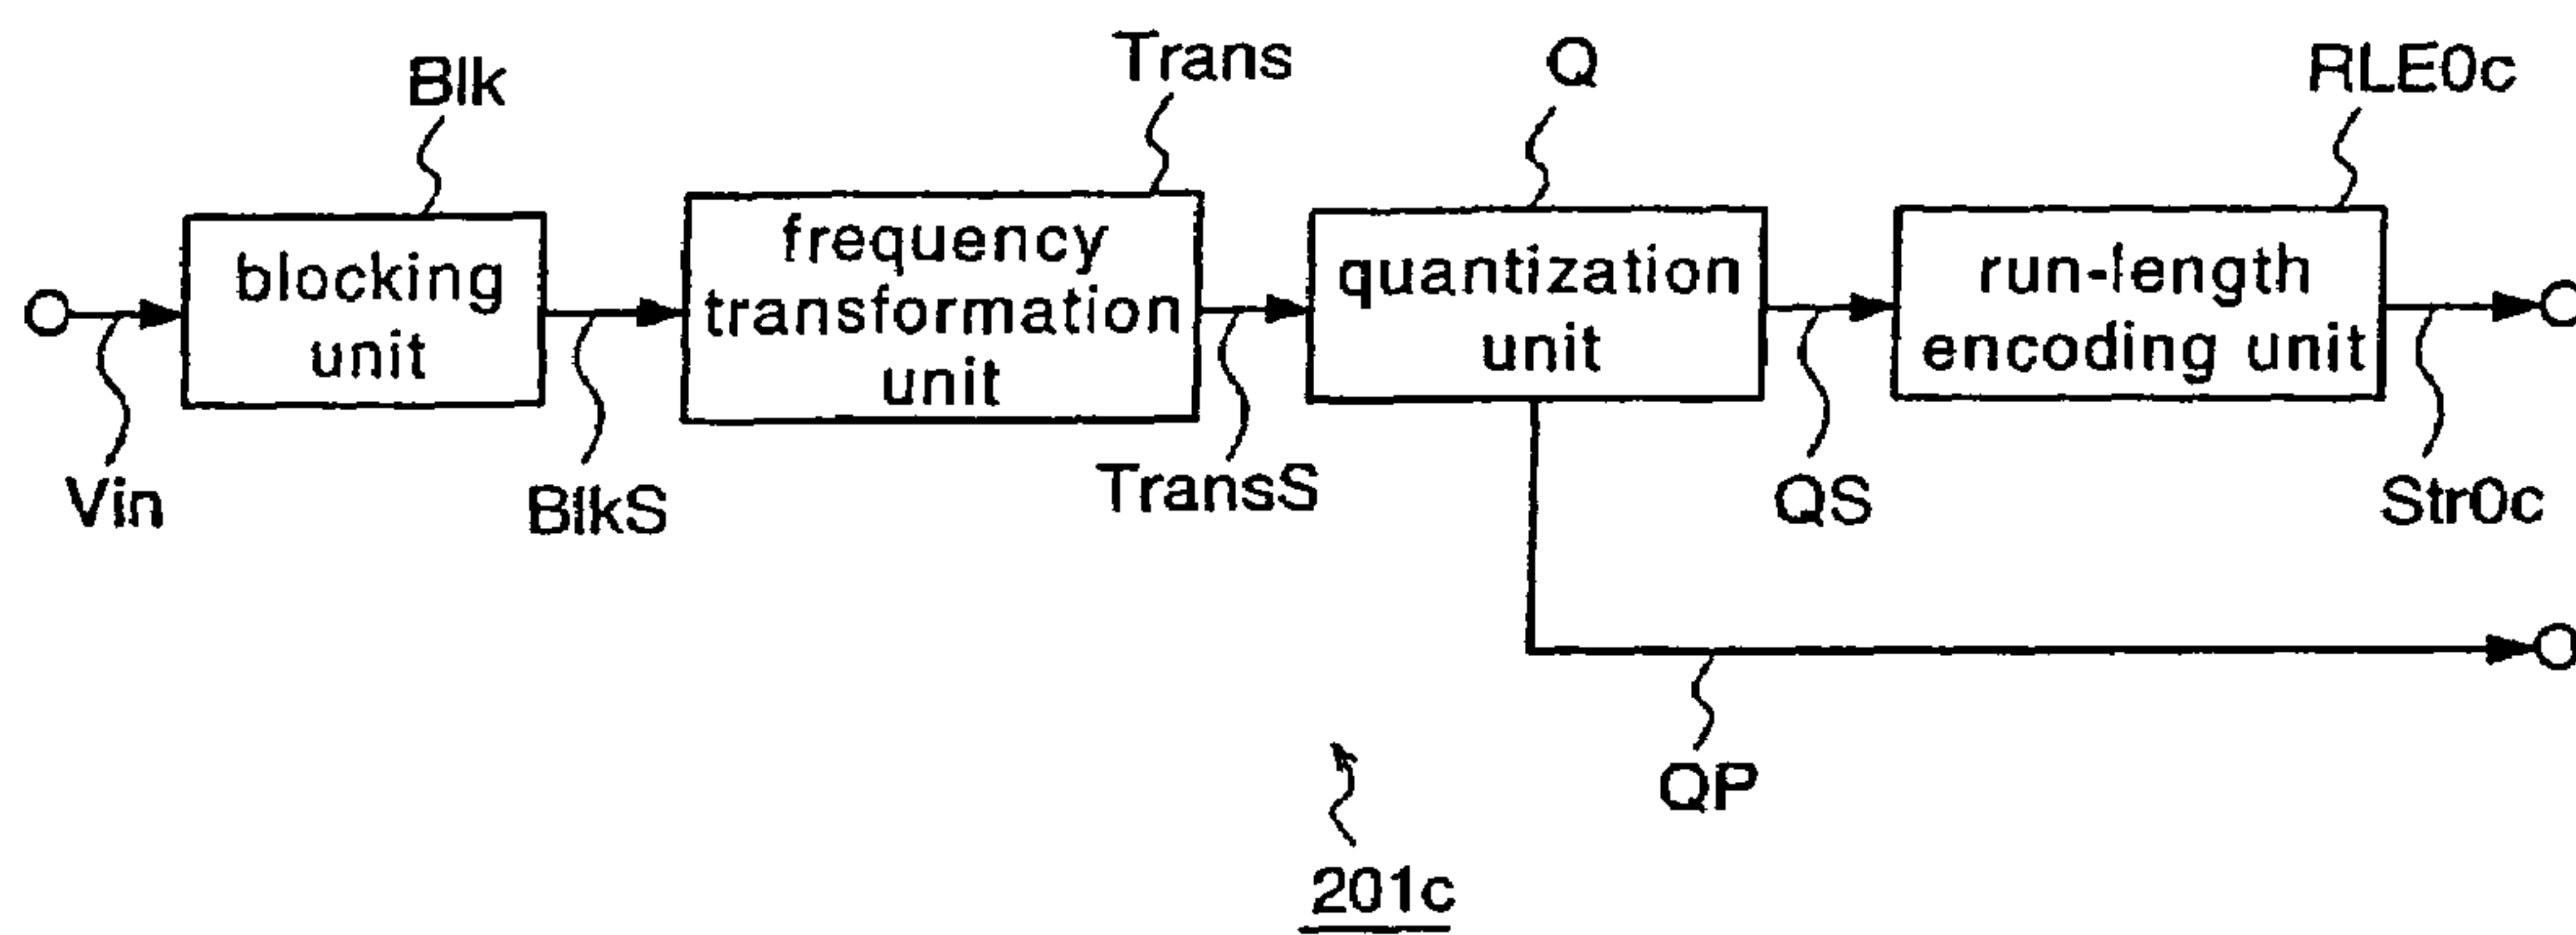 Blk
Trans
Q
RLE0c
blocking
unit
frequency
transformation
unit
quantization
unit
run-length
encoding unit
Vin
BlkS
TransS
QS
Str0c
QP
201c